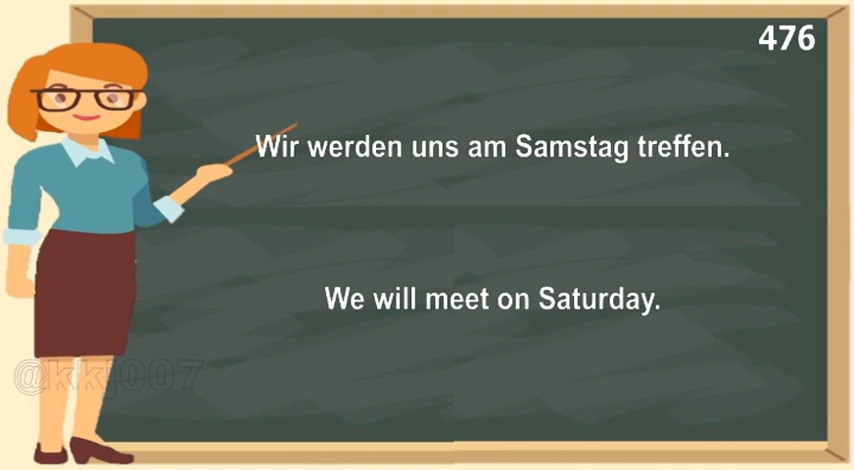 476
Wir werden uns am Samstag treffen.
We will meet on Saturday.
@kkj007